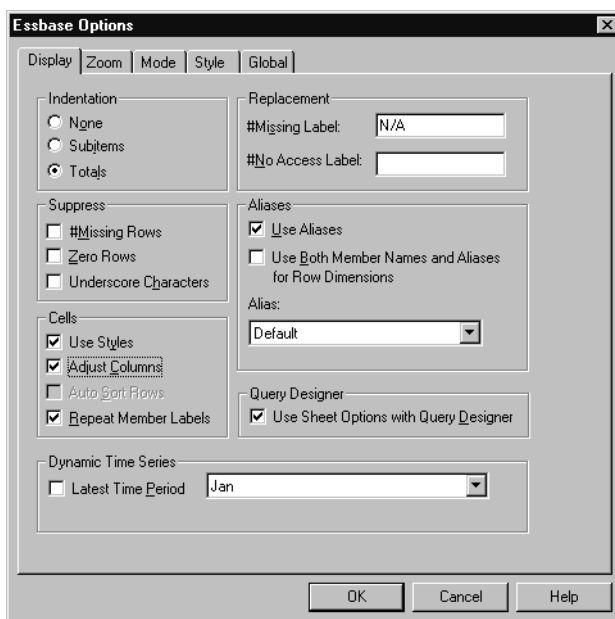 Essbase Options
Display Zoom Mode Style Global
Indentation
None
Subitems
Totals
Replacement
#Missing Label: N/A
#No Access Label:
Suppress
#Missing Rows
Zero Rows
Underscore Characters
Aliases
Use Aliases
Use Both Member Names and Aliases
for Row Dimensions
Alias:
Default
Cells
Use Styles
Adjust Columns
Auto Sort Rows
Repeat Member Labels
Query Designer
Use Sheet Options with Query Designer
Dynamic Time Series
Latest Time Period Jan
OK Cancel Help